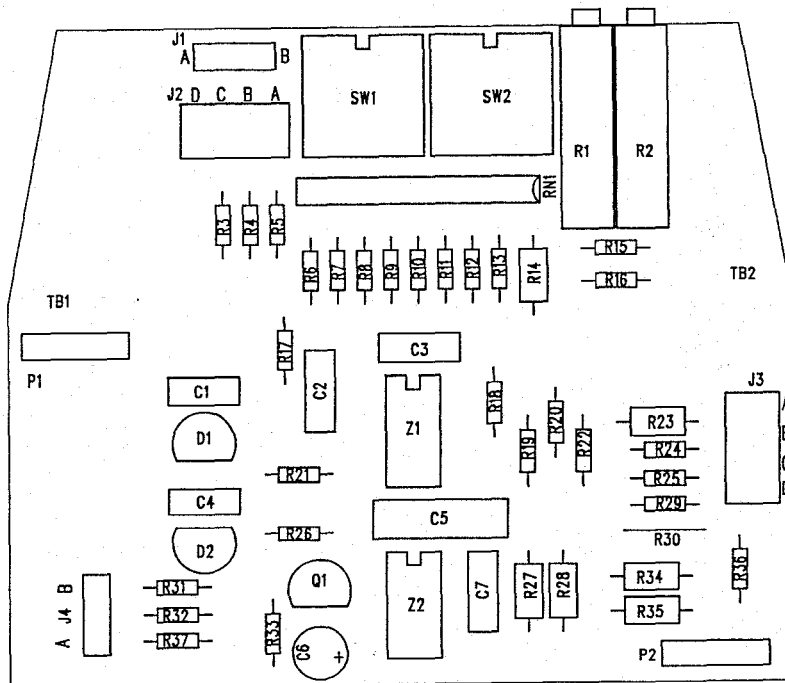 J1
A B
J2 D C B A
SW1 SW2
R1 R2
RN1
R3 R4 R5
R6 R7 R8 R9 R10 R11 R12 R13 R14
R15
R16
TB1
TB2
P1
R17
C1
C2
C3
D1
Z1
R18
R19
R20
R22
J3
A
R23
R24
R25
R29
R30
R21
C4
C5
R26
D2
Q1
Z2
C7
R27
R28
R34
R35
R36
J4
B
A
R31
R32
R37
R33
C6
+
P2